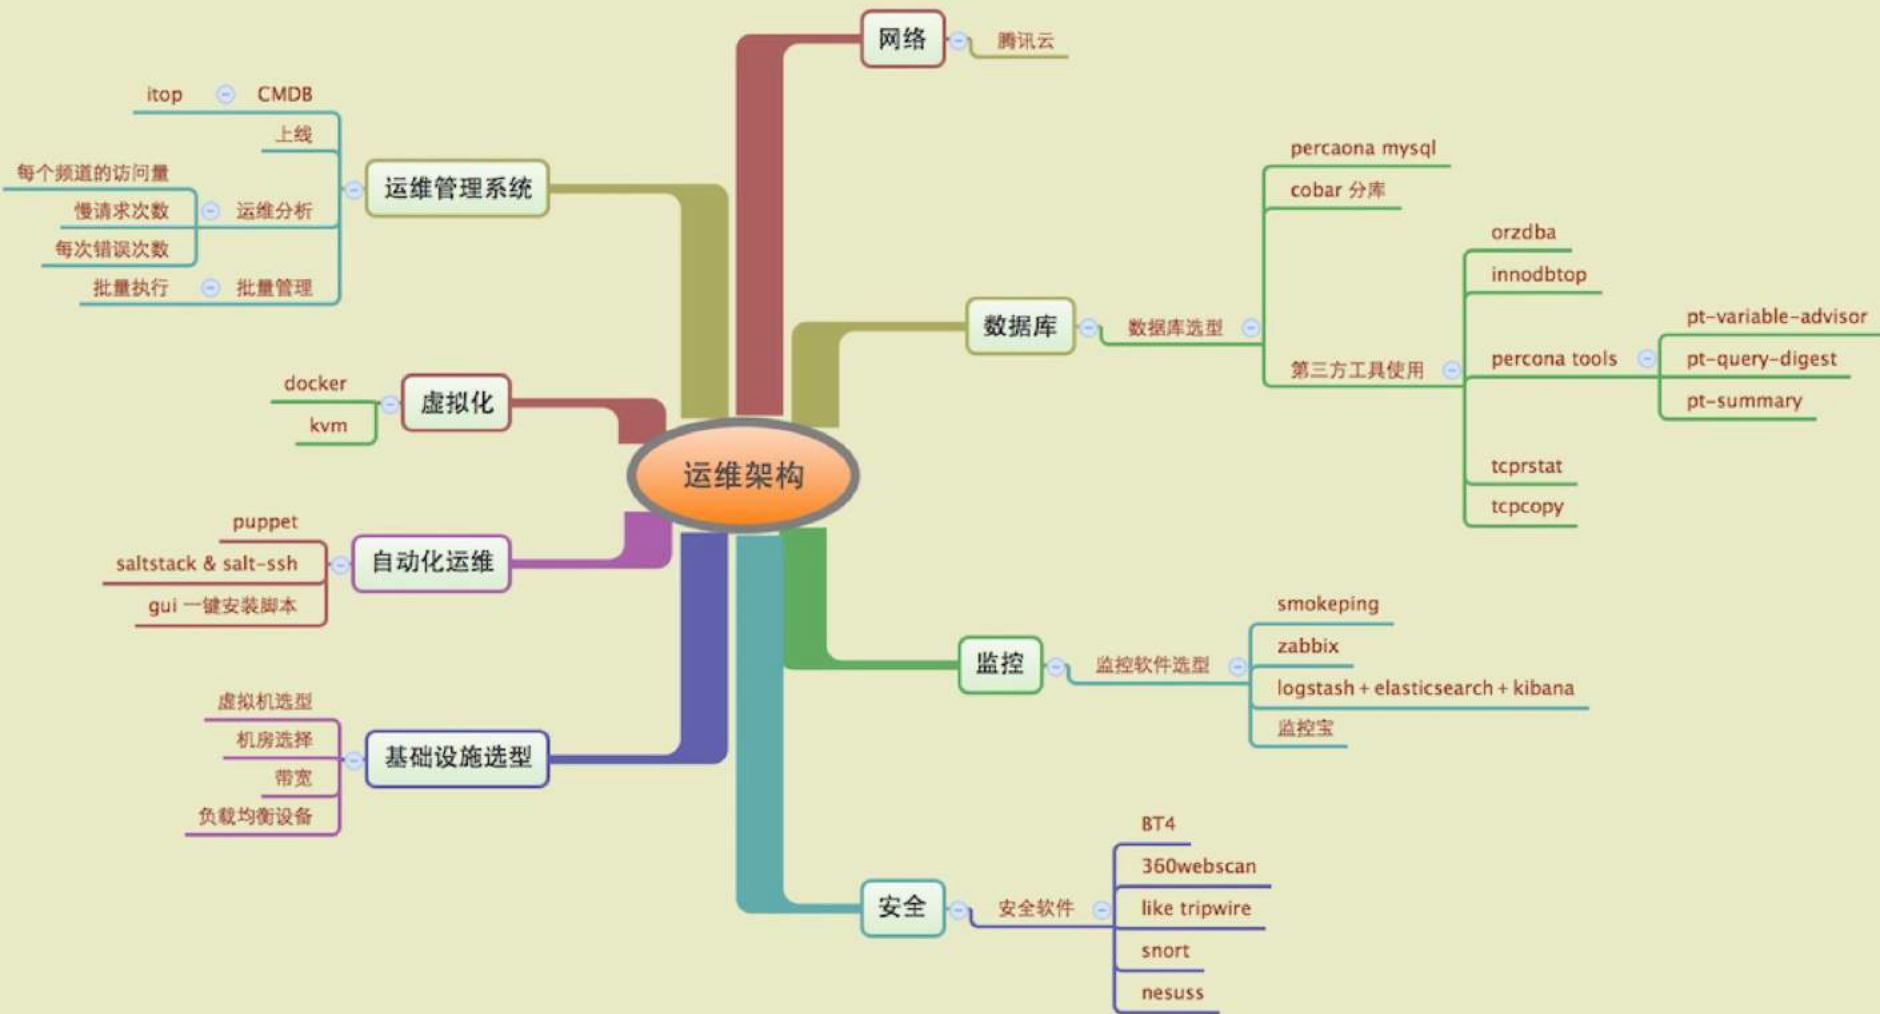 运维架构
网络
腾讯云
数据库
数据库选型
percaona mysql
cobar 分库
第三方工具使用
orzdba
innodbtop
percona tools
pt-variable-advisor
pt-query-digest
pt-summary
tcprstat
tcpcopy
监控
监控软件选型
smokeping
zabbix
logstash + elasticsearch + kibana
监控宝
安全
安全软件
BT4
360webscan
like tripwire
snort
nesuss
运维管理系统
CMDB
itop
上线
运维分析
每个频道的访问量
慢请求次数
每次错误次数
批量管理
批量执行
虚拟化
docker
kvm
自动化运维
puppet
saltstack & salt-ssh
gui 一键安装脚本
基础设施选型
虚拟机选型
机房选择
带宽
负载均衡设备